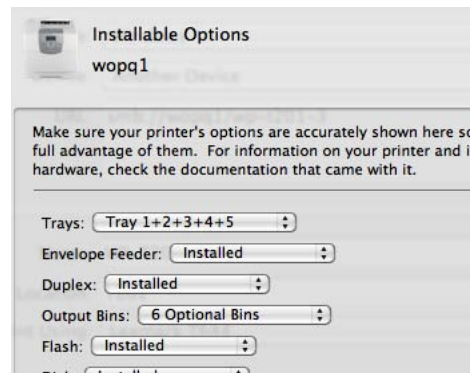 Installable Options
wopq1
Another Device
Make sure your printer's options are accurately shown here so
full advantage of them. For information on your printer and i
hardware, check the documentation that came with it.
Trays: Tray 1+2+3+4+5
Envelope Feeder: Installed
Duplex: Installed
Output Bins: 6 Optional Bins
Flash: Installed